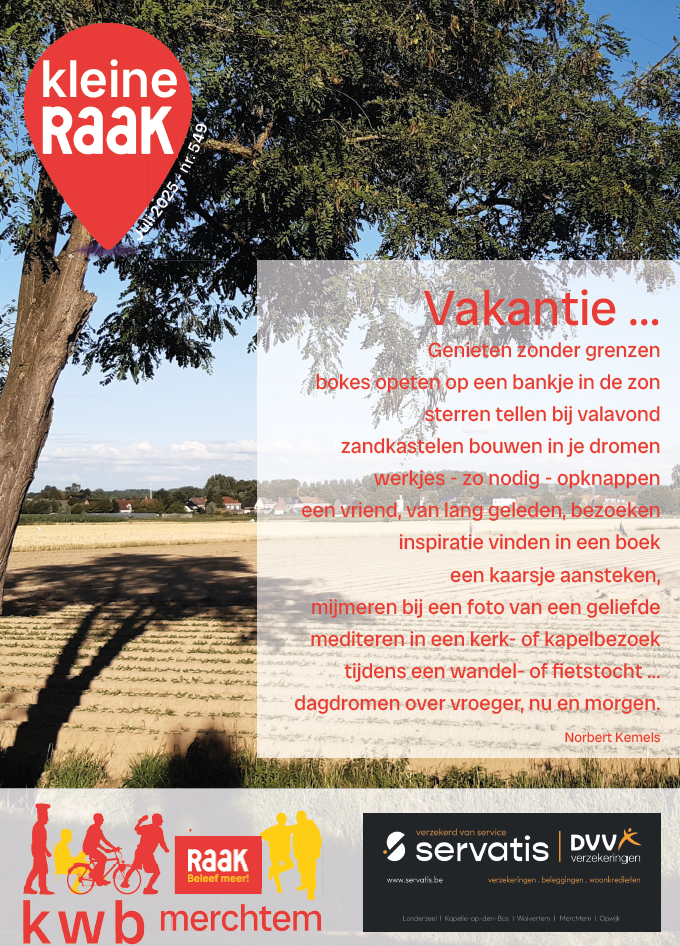 kleine
RaaK
juli 2025 - nr. 549
Vakantie ...
Genieten zonder grenzen
bokes opeten op een bankje in de zon
sterren tellen bij valavond
zandkastelen bouwen in je dromen
werkjes - zo nodig - opknappen
een vriend, van lang geleden, bezoeken
inspiratie vinden in een boek
een kaarsje aansteken,
mijmeren bij een foto van een geliefde
mediteren in een kerk- of kapelbezoek
tijdens een wandel- of fietstocht ...
dagdromen over vroeger, nu en morgen.
Norbert Kemels
RaaK
Beleef meer!
kwb merchtem
verzekerd van service
servatis
DVV
verzekeringen
www.servatis.be
verzekeringen . beleggingen . woonkredieten
Londerzeel | Kapelle-op-den-Bos | Wolvertem | Merchtem | Opwijk